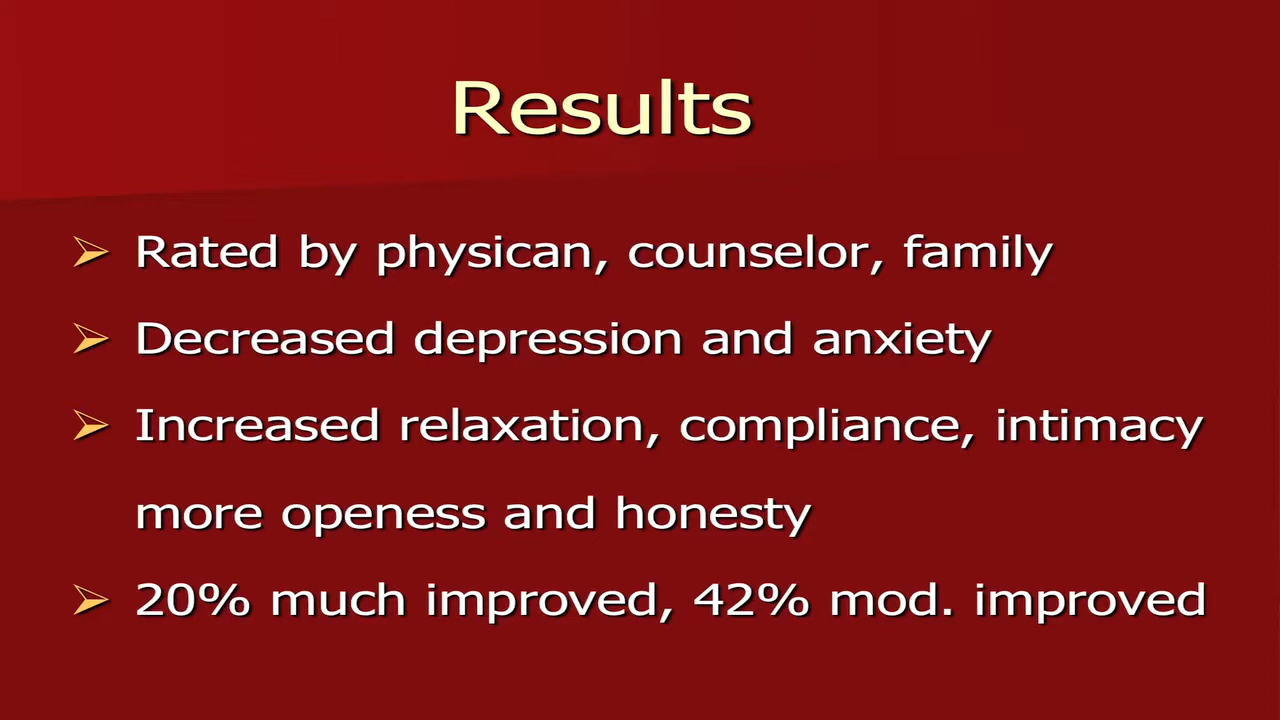 Results
Rated by physican, counselor, family
Decreased depression and anxiety
Increased relaxation, compliance, intimacy
more openess and honesty
20% much improved, 42% mod. improved